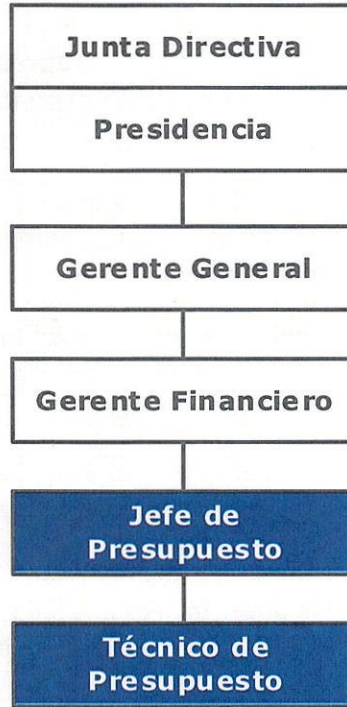 Junta Directiva
Presidencia
Gerente General
Gerente Financiero
Jefe de
Presupuesto
Técnico de
Presupuesto